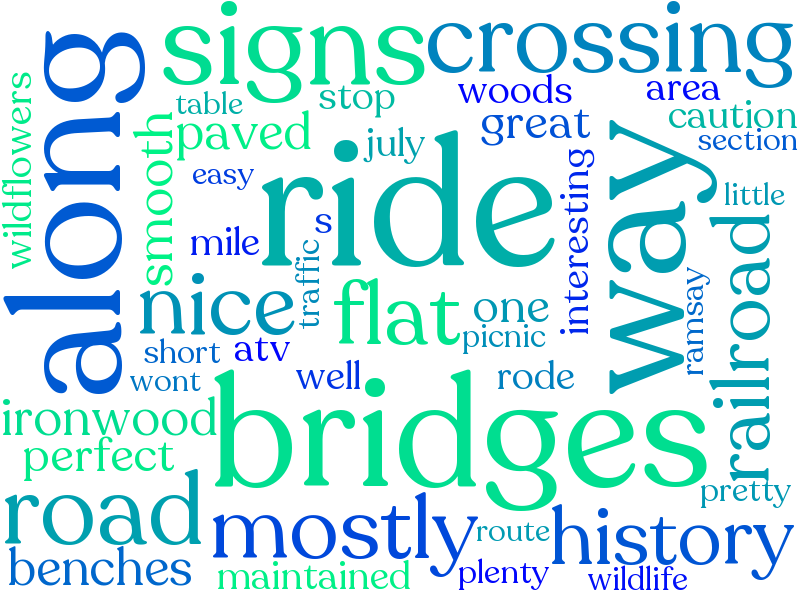 signs
crossing
along
wildflowers
table
stop
woods
area
smooth
paved
july
great
caution
section
easy
ride
way
little
mile
s
interesting
traffic
nice
flat
one
picnic
ramsay
railroad
short
atv
wont
well
rode
ironwood
bridges
perfect
pretty
road
mostly
route
history
benches
maintained
plenty
wildlife